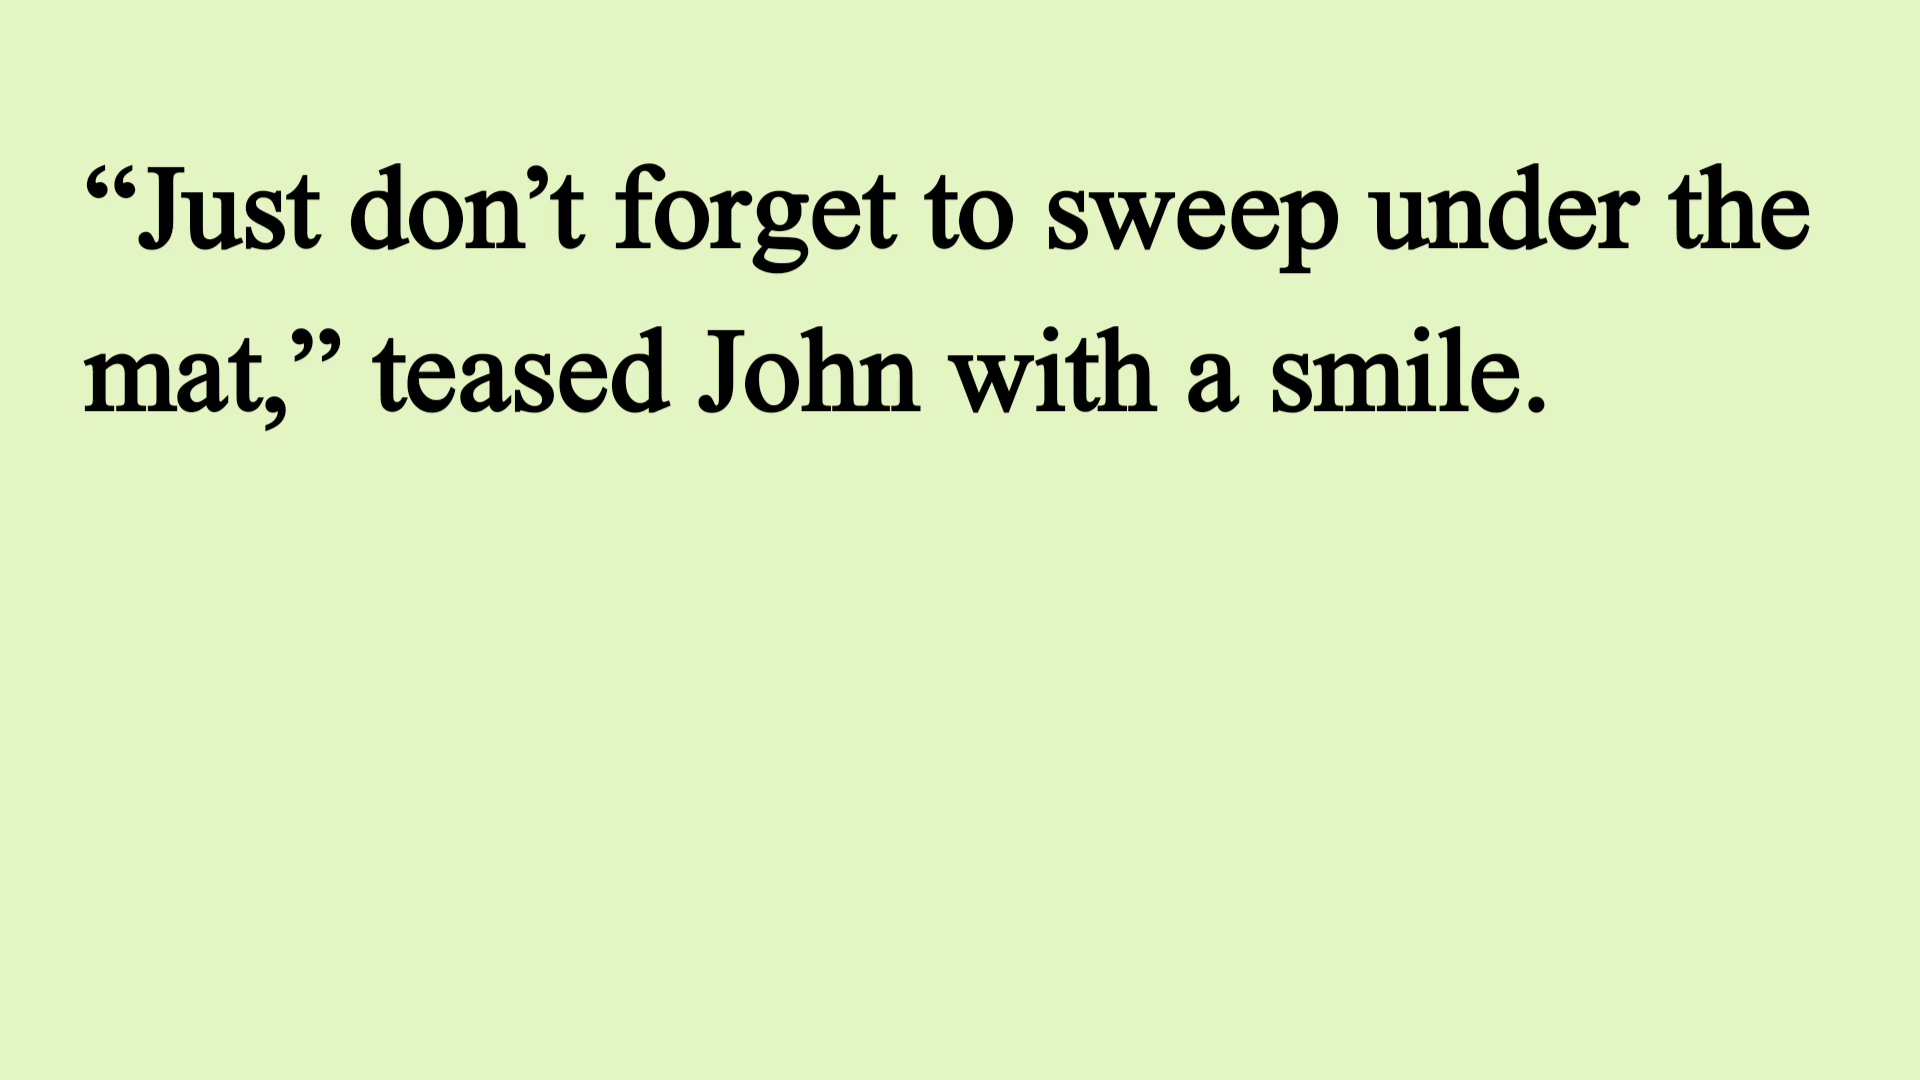 “Just don’t forget to sweep under the
mat,” teased John with a smile.